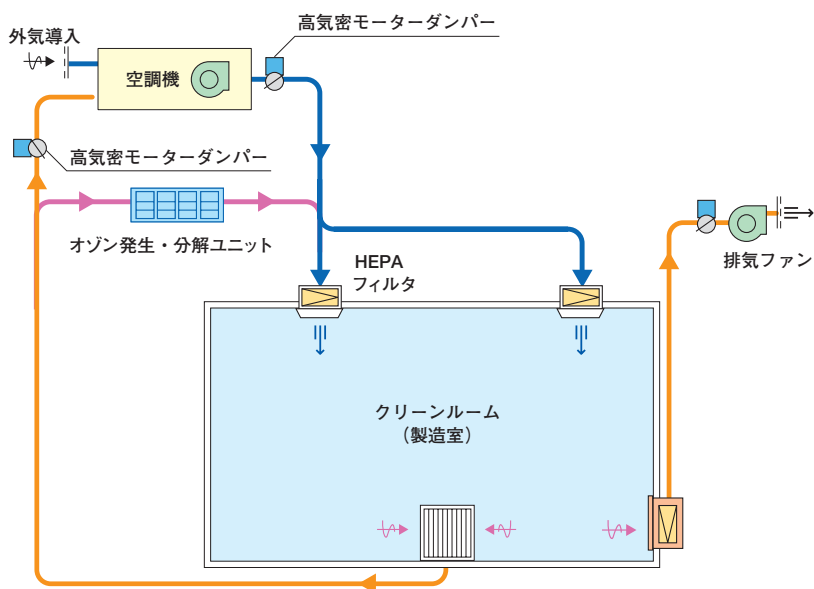 高気密モーターダンパー
外気導入
空調機
高気密モーターダンパー
オゾン発生・分解ユニット
HEPA
フィルタ
排気ファン
クリーンルーム
（製造室）